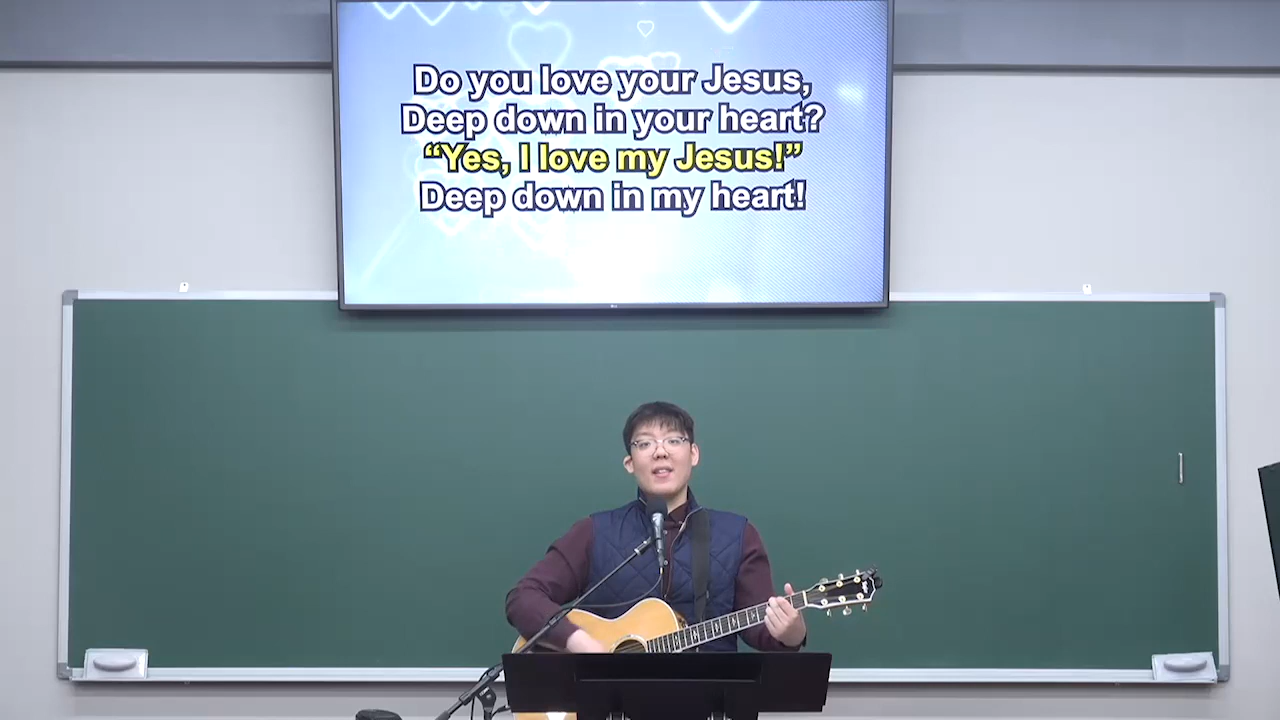 Do you love your Jesus,
Deep down in your heart?
“Yes, I love my Jesus!”
Deep down in my heart!